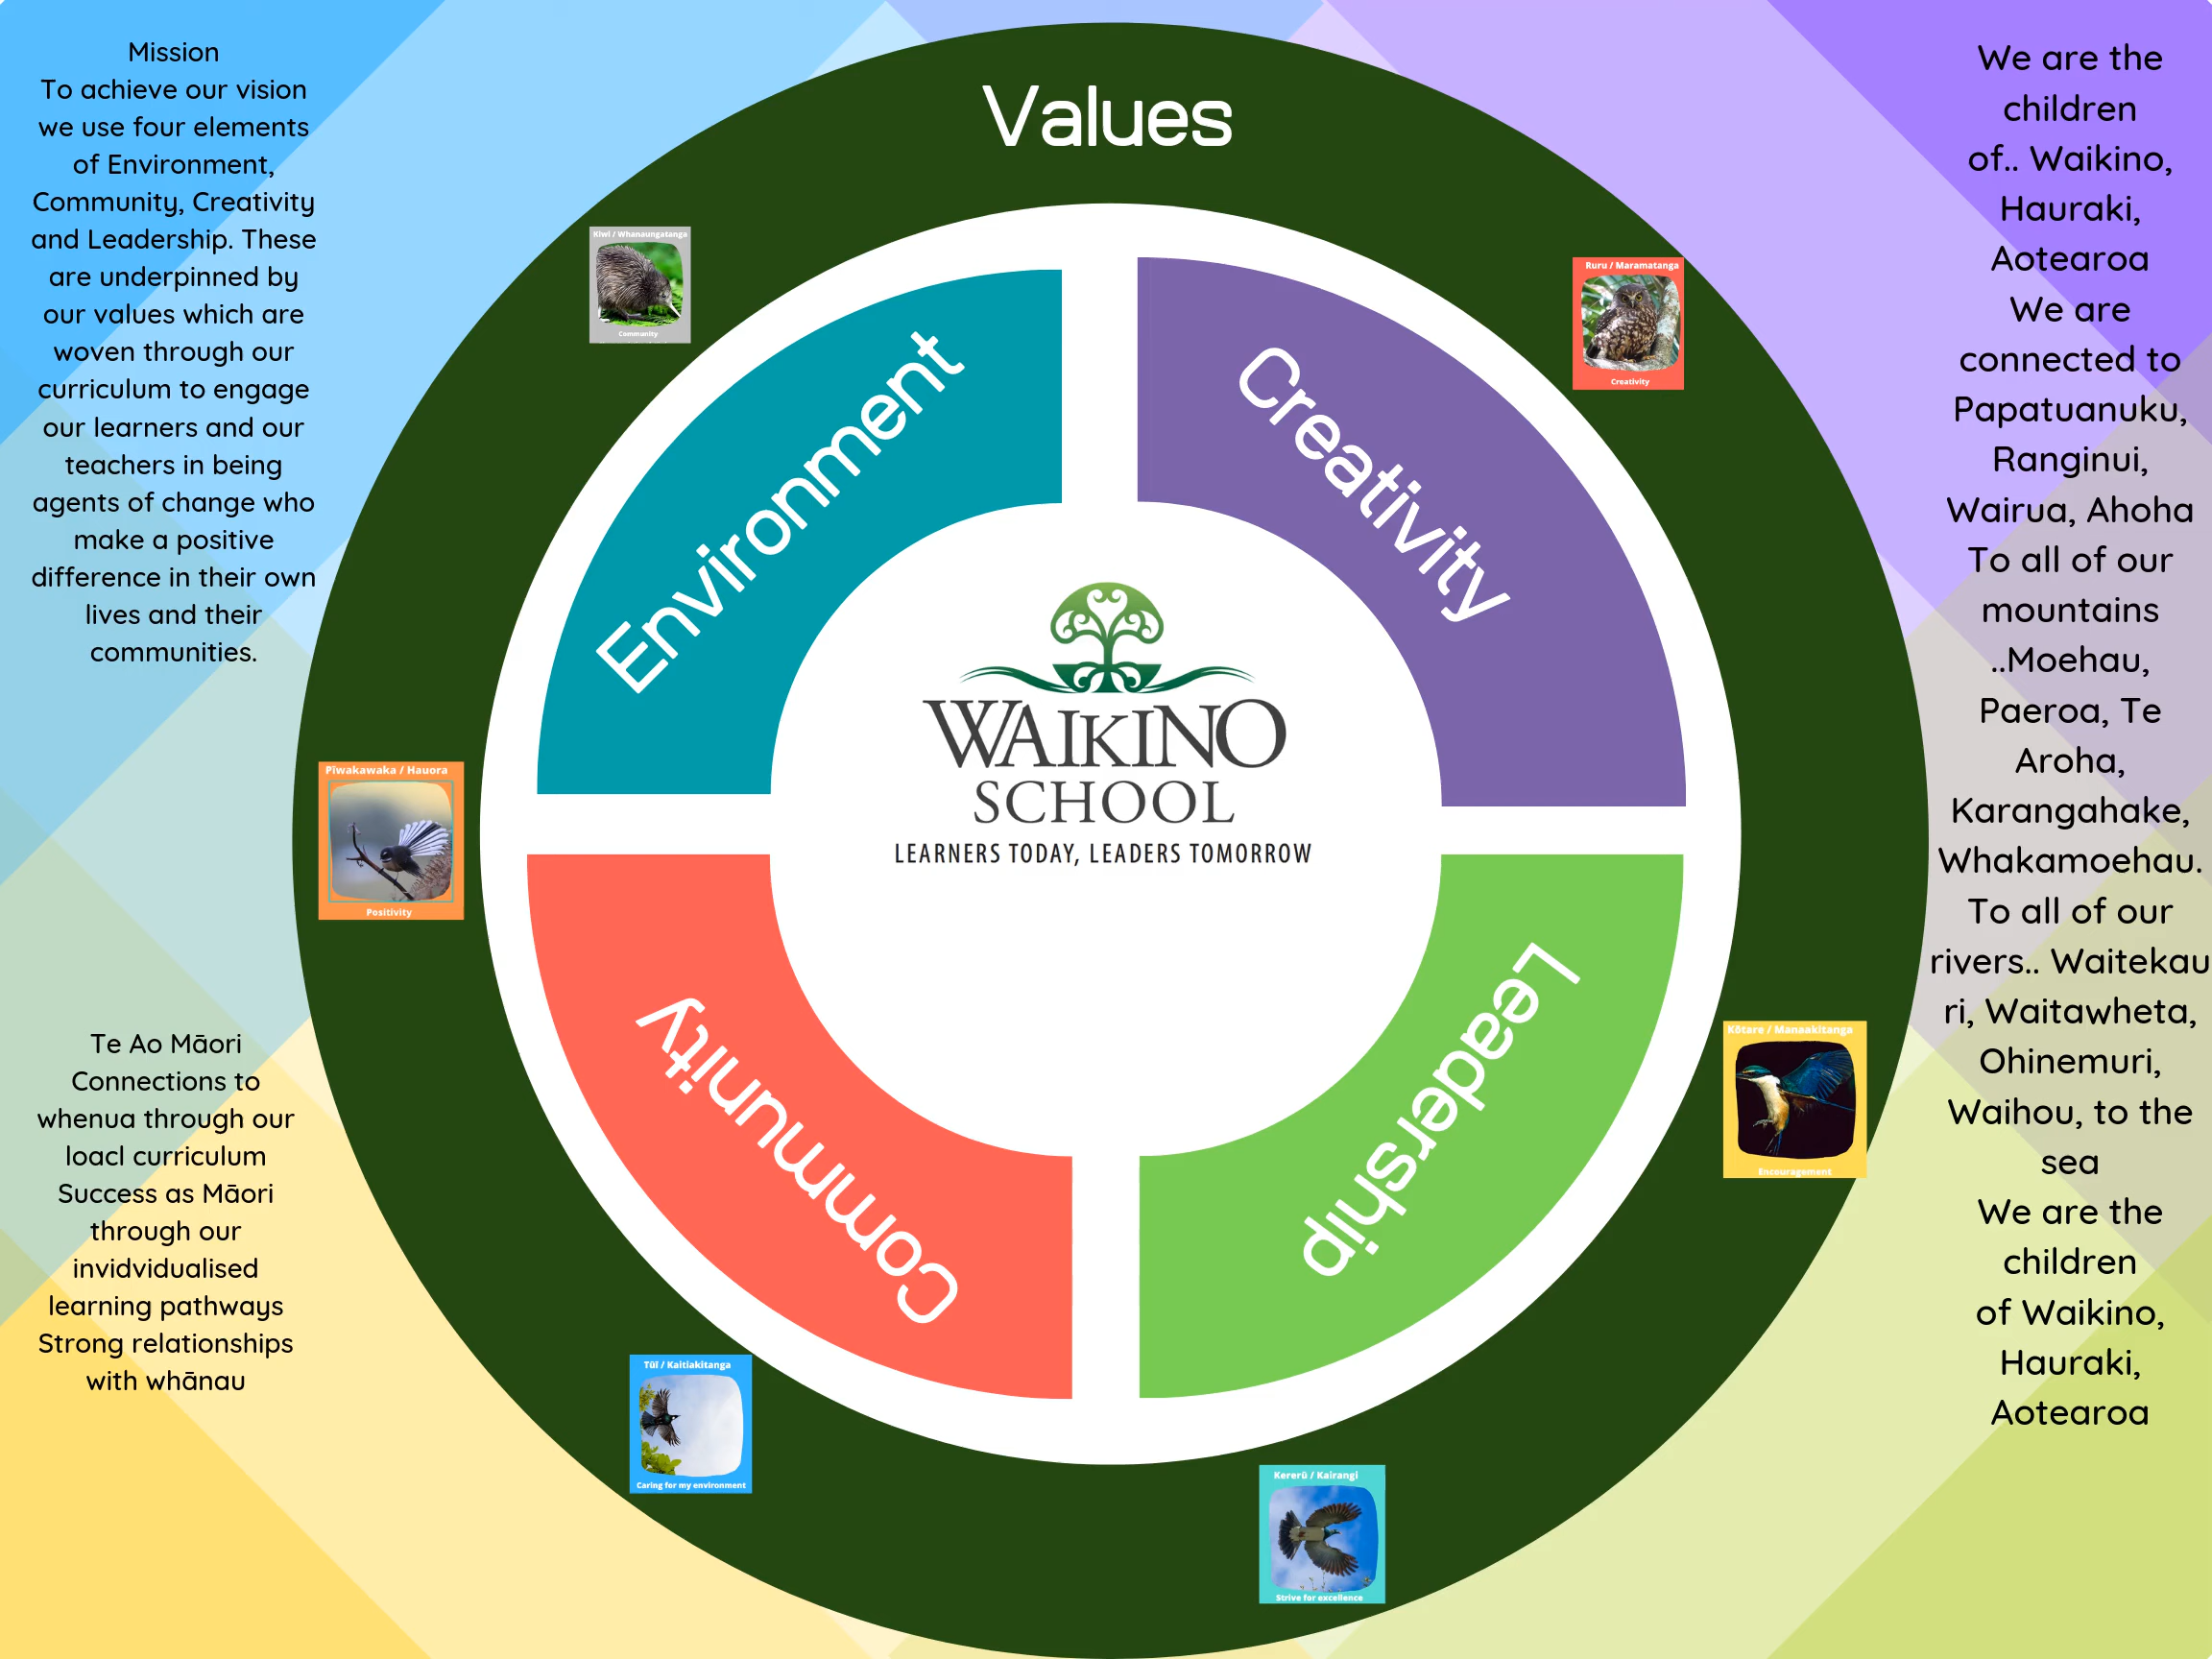 Mission
To achieve our vision
we use four elements
of Environment,
Community, Creativity
and Leadership. These
are underpinned by
our values which are
woven through our
curriculum to engage
our learners and our
teachers in being
agents of change who
make a positive
difference in their own
lives and their
communities.
Te Ao Māori
Connections to
whenua through our
loacl curriculum
Success as Māori
through our
invidvidualised
learning pathways
Strong relationships
with whānau
Values
Kiwi / Whanaungatanga
Community
Ruru / Maramatanga
Creativity
Pīwakawaka / Hauora
Positivity
Kōtare / Manaakitanga
Encouragement
Tūī / Kaitiakitanga
Caring for my environment
Kererū / Kairangi
Strive for excellence
Environment
Creativity
Community
Leadership
WAIKINO
SCHOOL
LEARNERS TODAY, LEADERS TOMORROW
We are the
children
of.. Waikino,
Hauraki,
Aotearoa
We are
connected to
Papatuanuku,
Ranginui,
Wairua, Ahoha
To all of our
mountains
..Moehau,
Paeroa, Te
Aroha,
Karangahake,
Whakamoehau.
To all of our
rivers.. Waitekau
ri, Waitawheta,
Ohinemuri,
Waihou, to the
sea
We are the
children
of Waikino,
Hauraki,
Aotearoa